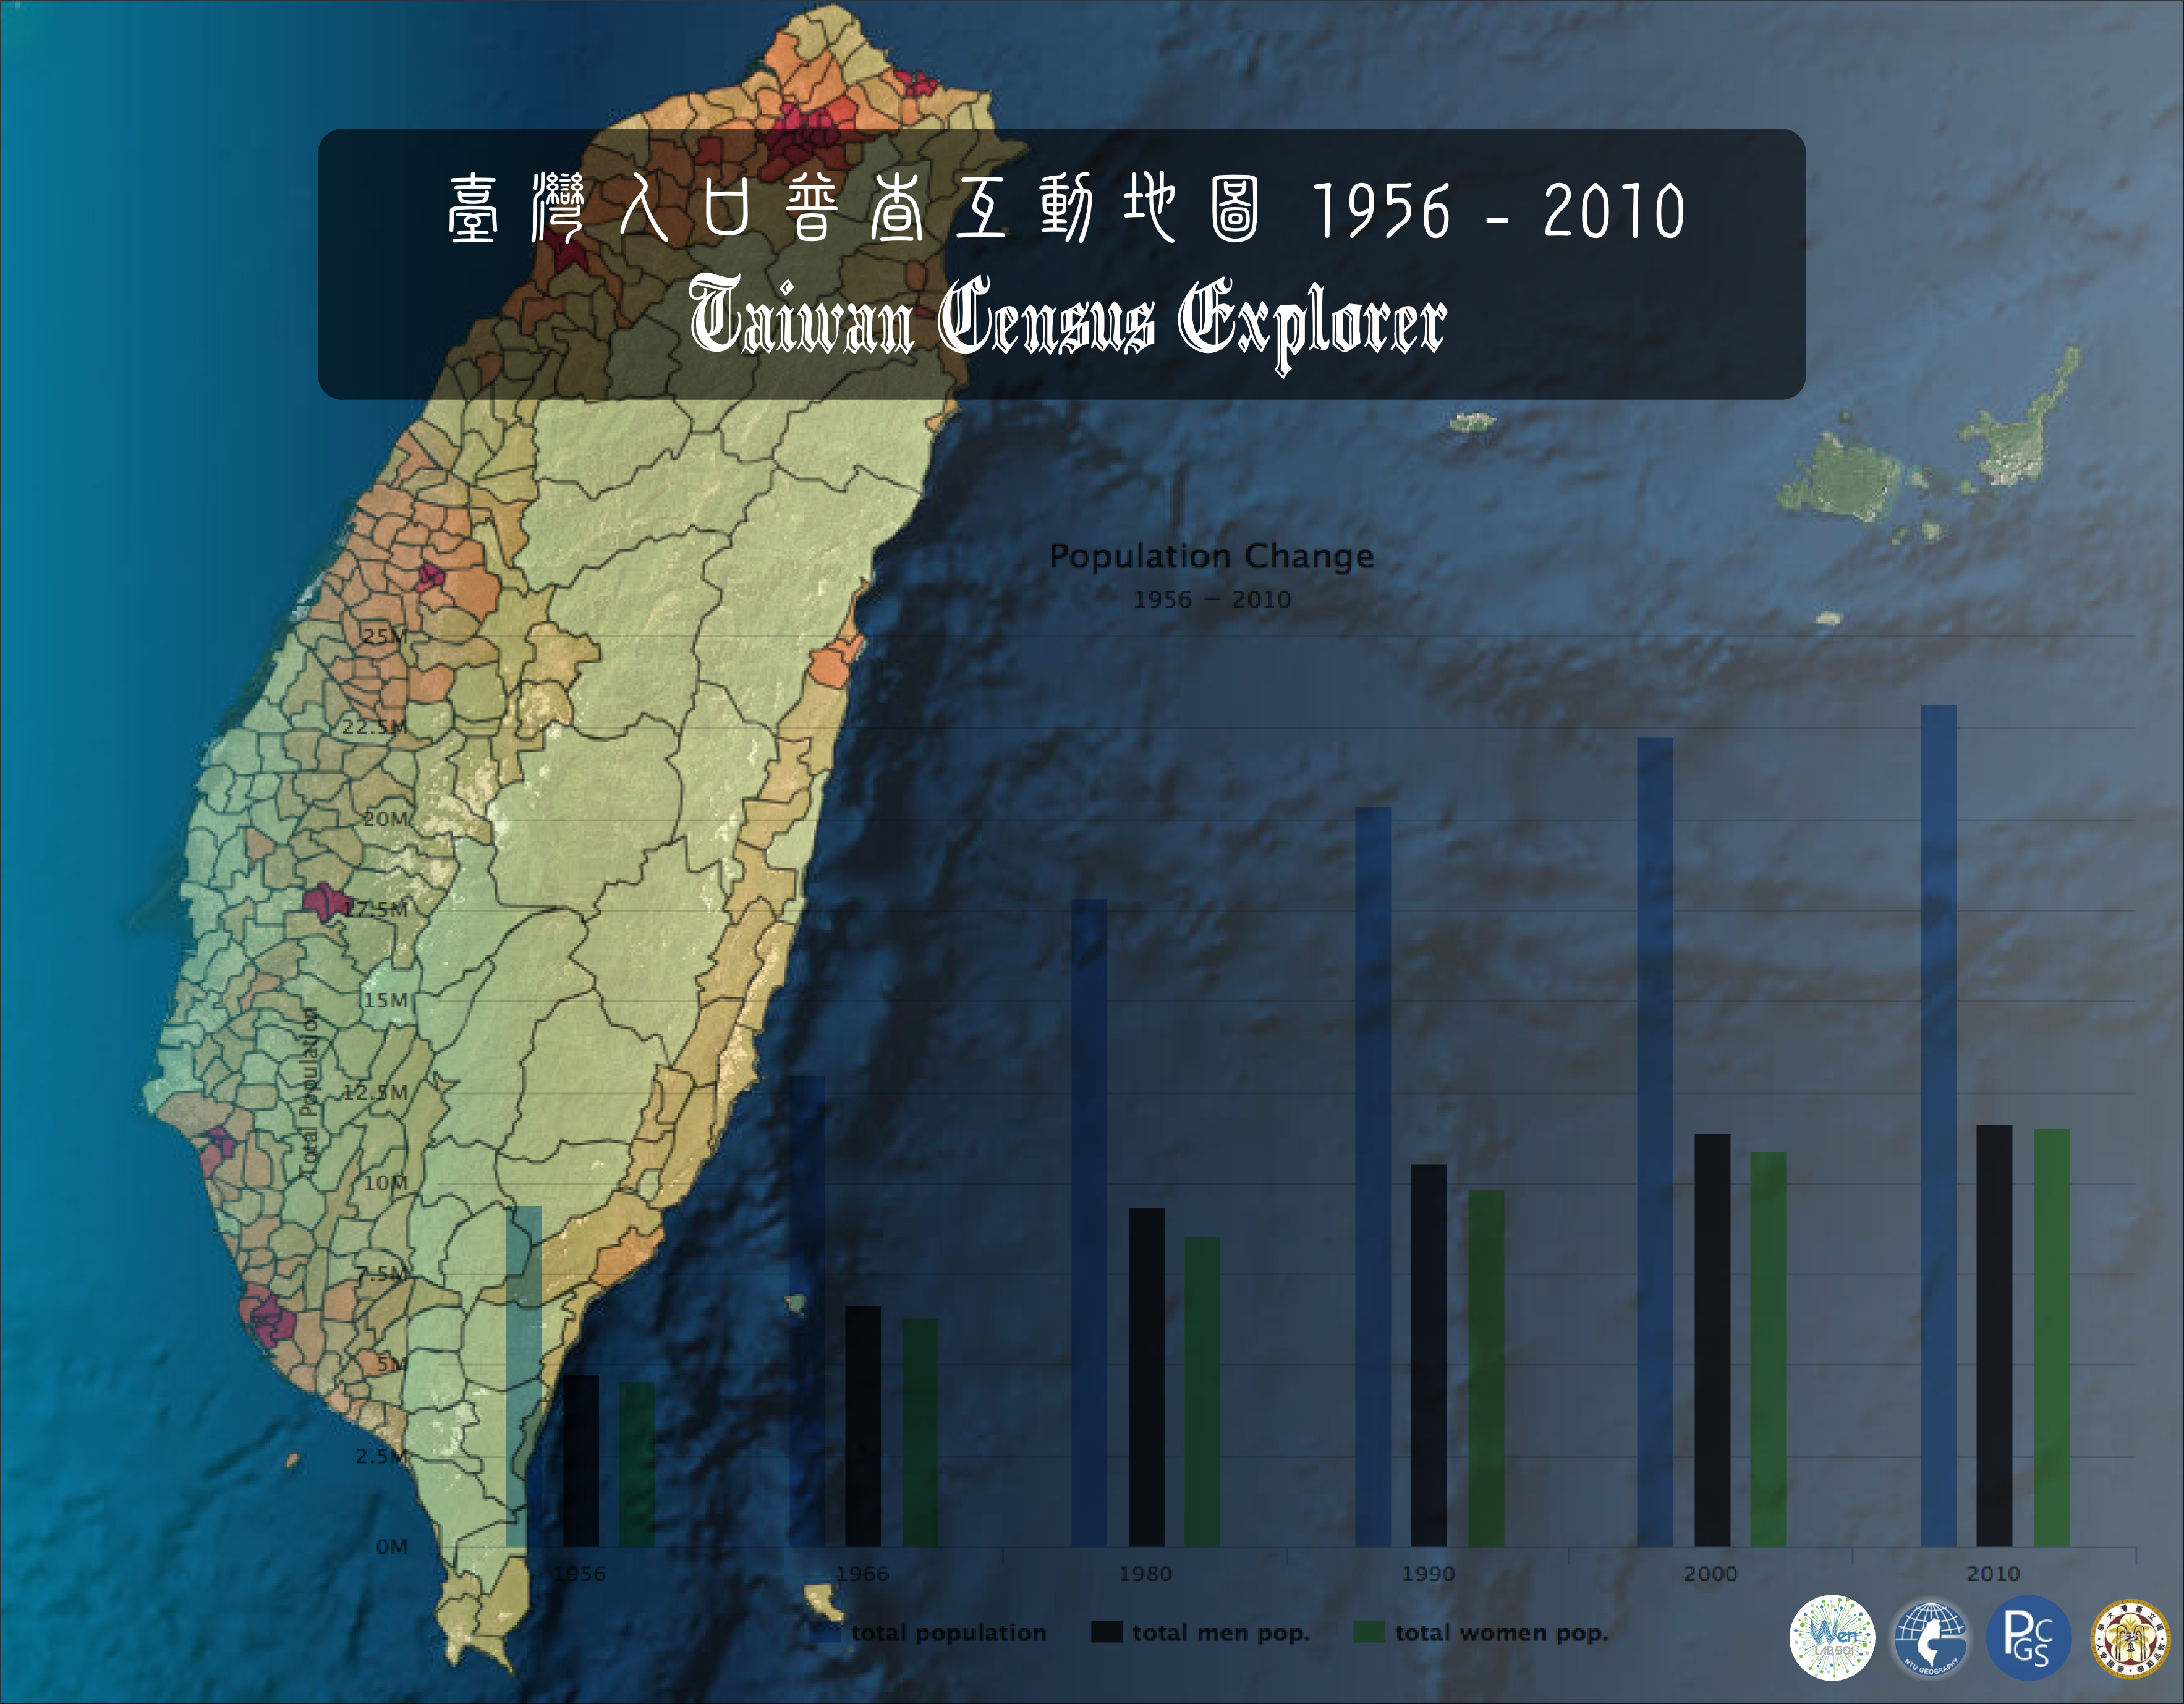 臺灣人口普查互動地圖 1956 - 2010
Taiwan Census Explorer
Population Change
1956 — 2010
25M
22.5M
20M
17.5M
15M
12.5M
10M
7.5M
5M
2.5M
0M
Total Population
1956
1966
1980
1990
2000
2010
total population
total men pop.
total women pop.
Wen
LAB501
NTU GEOGRAPHY
PCGS